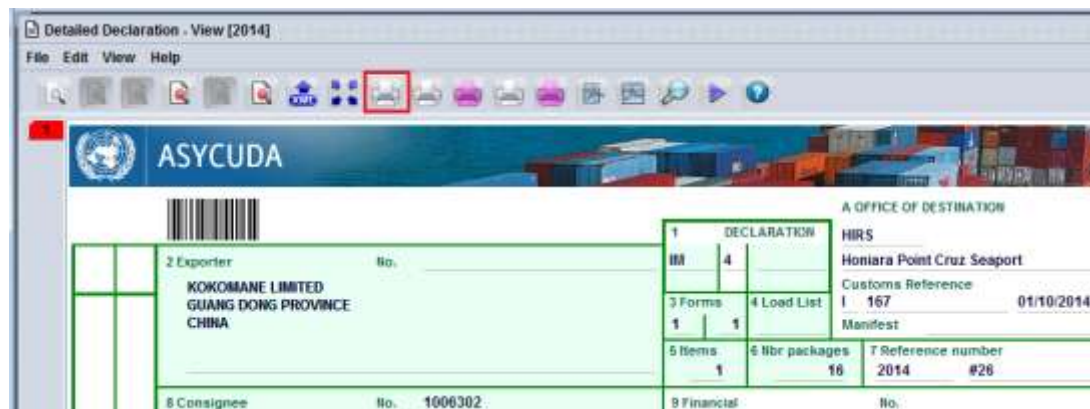 Detailed Declaration - View [2014]
File Edit View Help
XML
1
ASYCUDA
A OFFICE OF DESTINATION
1 DECLARATION
HIRS
IM 4
Honiara Point Cruz Seaport
2 Exporter No.
KOKOMANE LIMITED
GUANG DONG PROVINCE
CHINA
Customs Reference
3 Forms 4 Load List
I 167 01/10/2014
1 1
Manifest
5 Items 6 Nbr packages 7 Reference number
1 16 2014 #26
8 Consignee No. 1006302
9 Financial No.